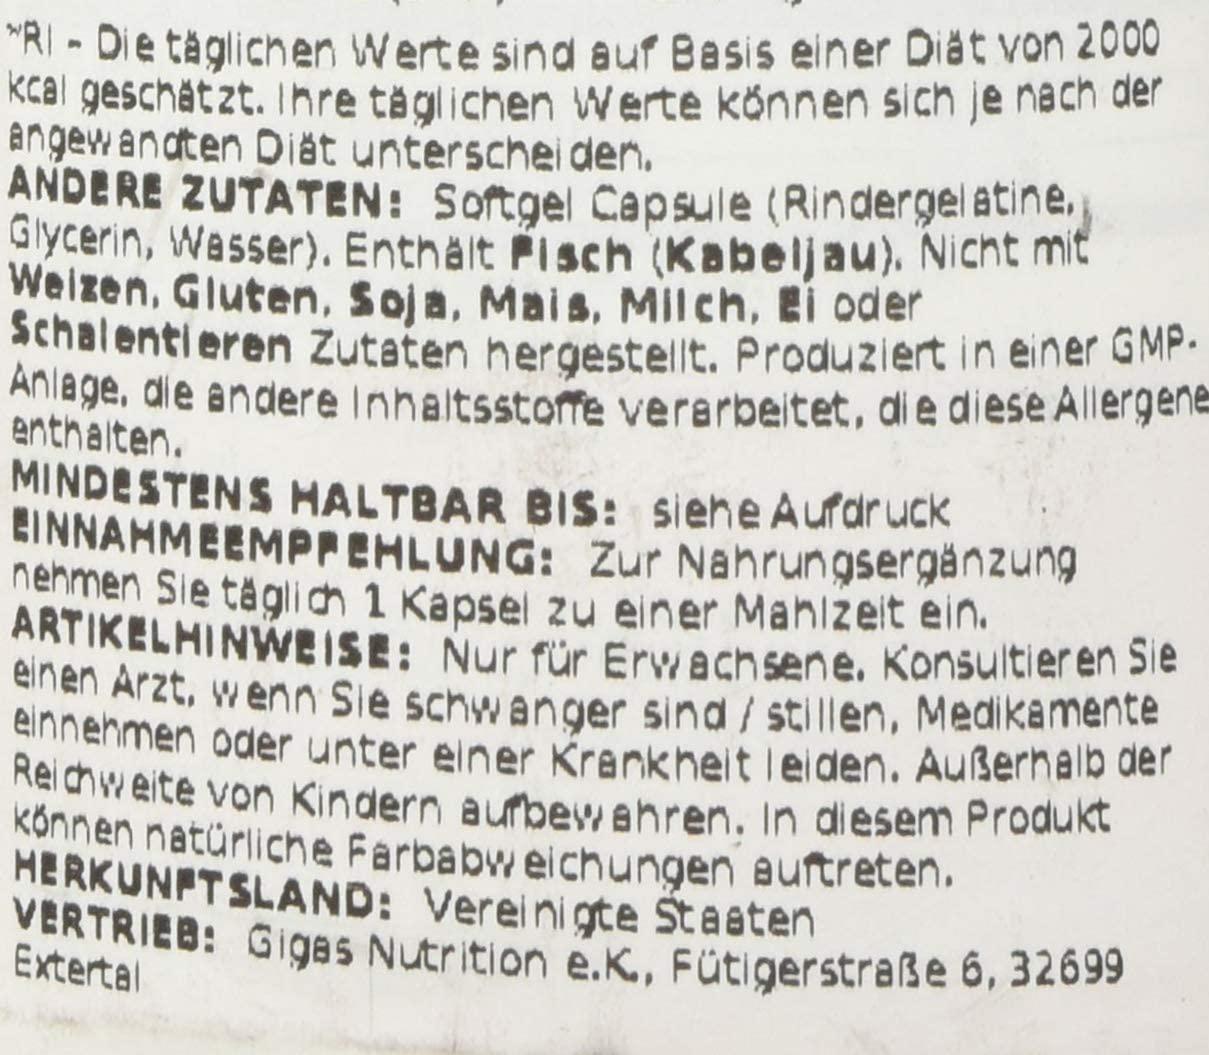 *RI - Die täglichen Werte sind auf Basis einer Diät von 2000
kcal geschätzt. Ihre täglichen Werte können sich je nach der
angewandten Diät unterscheiden.
ANDERE ZUTATEN: Softgel Capsule (Rindergelatine,
Glycerin, Wasser). Enthält Fisch (Kabeljau). Nicht mit
Weizen, Gluten, Soja, Mais, Milch, Ei oder
Schalentieren Zutaten hergestellt. Produziert in einer GMP-
Anlage, die andere Inhaltsstoffe verarbeitet, die diese Allergene
enthalten.
MINDESTENS HALTBAR BIS: siehe Aufdruck
EINNAHMEEMPFEHLUNG: Zur Nahrungsergänzung
nehmen Sie täglich 1 Kapsel zu einer Mahlzeit ein.
ARTIKELHINWEISE: Nur für Erwachsene. Konsultieren Sie
einen Arzt, wenn Sie schwanger sind / stillen, Medikamente
einnehmen oder unter einer Krankheit leiden. Außerhalb der
Reichweite von Kindern aufbewahren. In diesem Produkt
können natürliche Farbabweichungen auftreten.
HERKUNFTSLAND: Vereinigte Staaten
VERTRIEB: Gigas Nutrition e.K., Fütigerstraße 6, 32699
Extertal